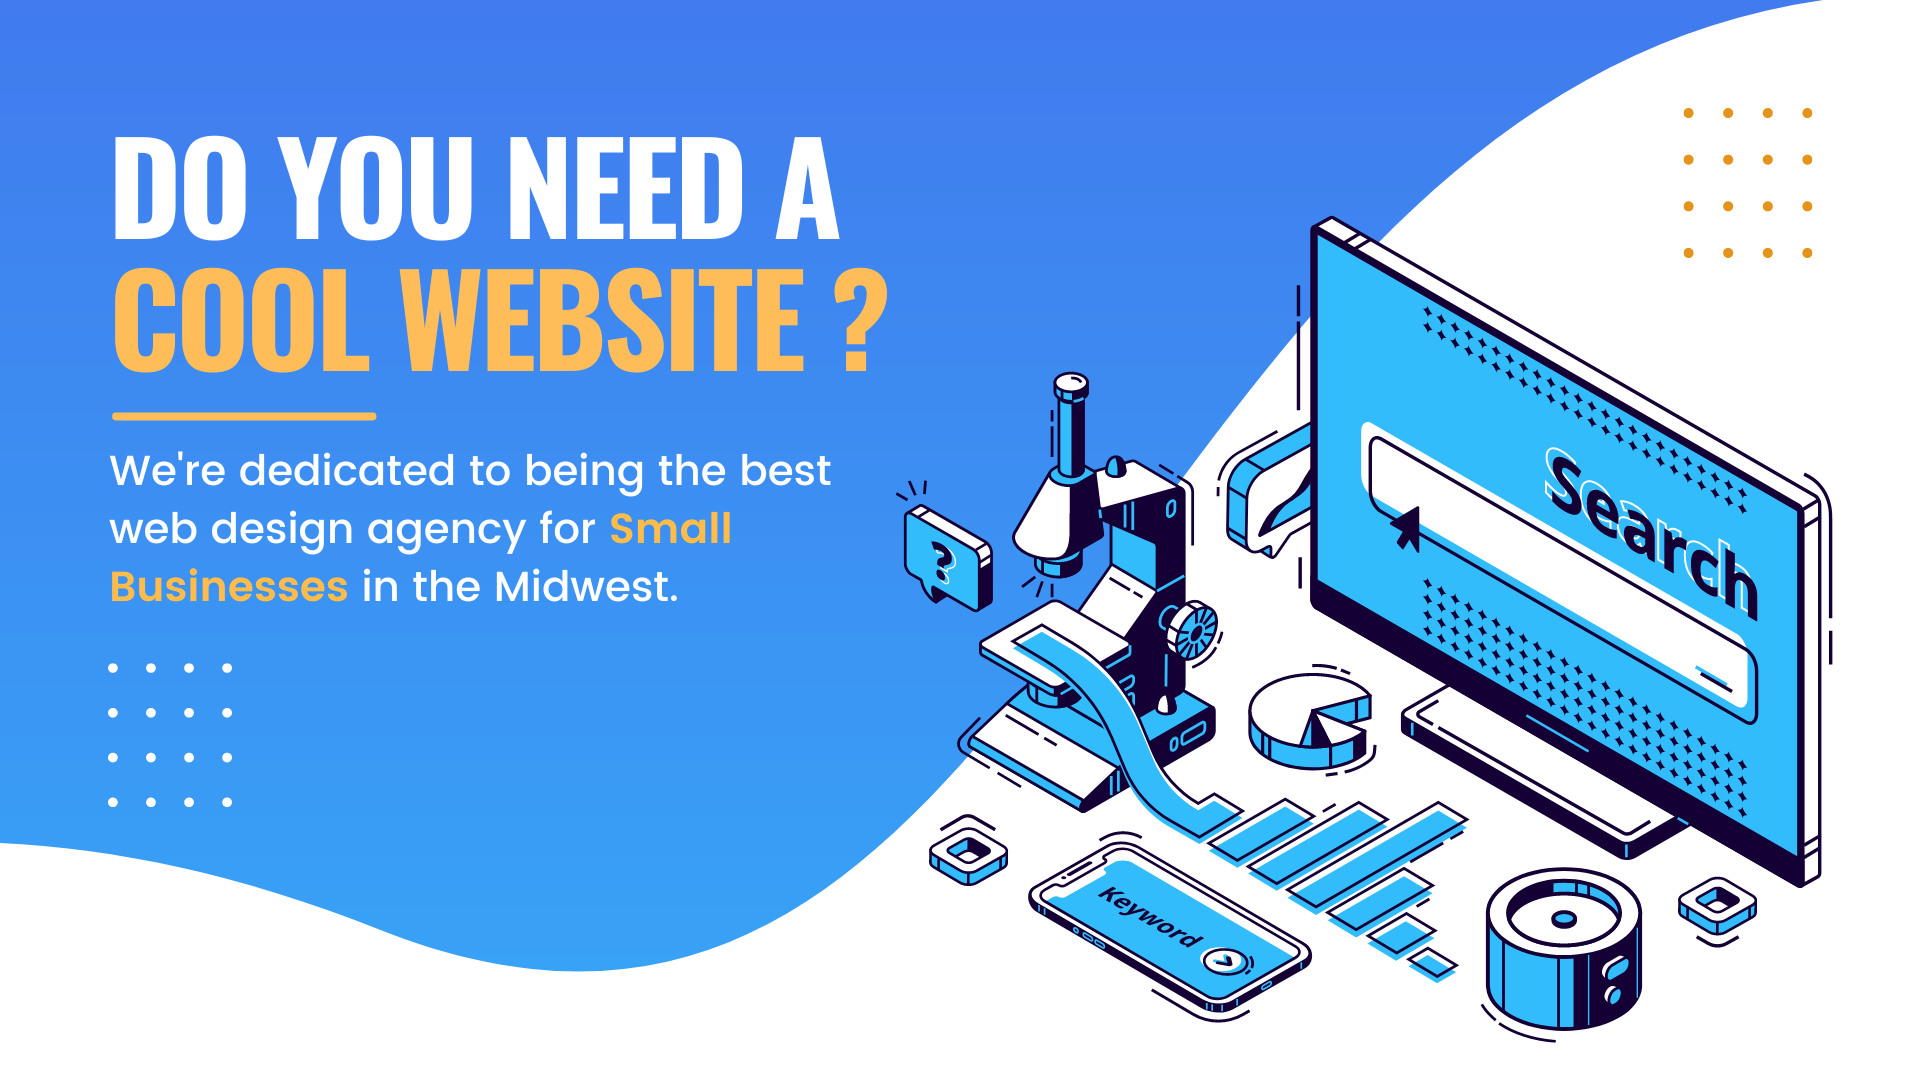 DO YOU NEED A
COOL WEBSITE ?
We're dedicated to being the best
web design agency for Small
Businesses in the Midwest.
?
Search
Keyword